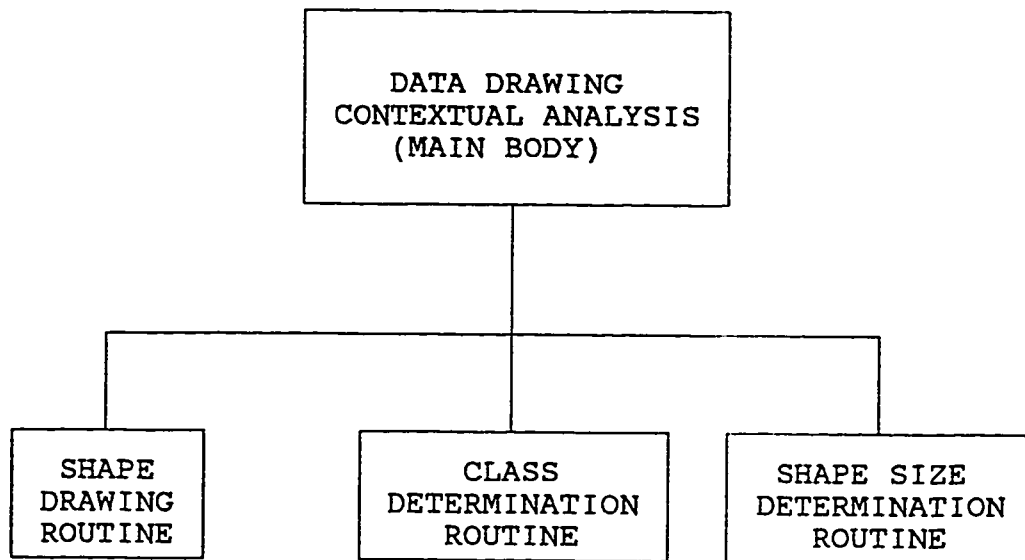 DATA DRAWING
CONTEXTUAL ANALYSIS
(MAIN BODY)
SHAPE
DRAWING
ROUTINE
CLASS
DETERMINATION
ROUTINE
SHAPE SIZE
DETERMINATION
ROUTINE